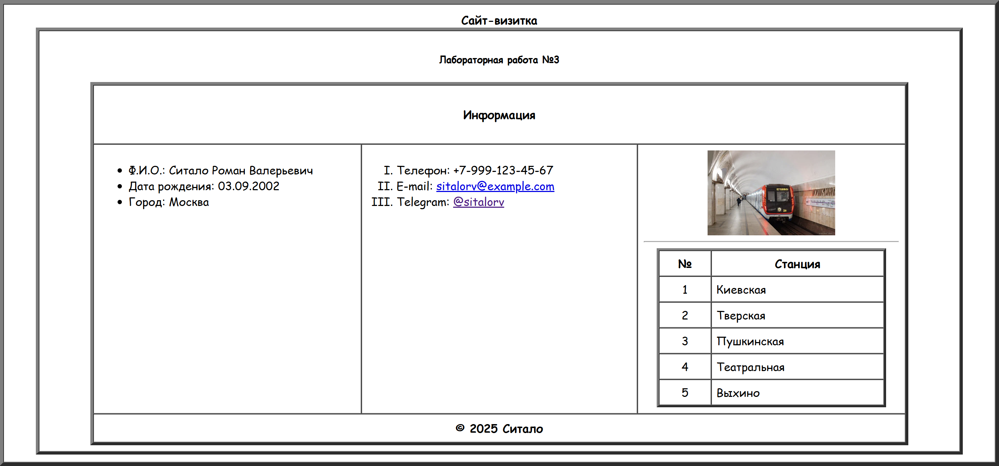 Сайт-визитка
Лабораторная работа №3
Информация
• Ф.И.О.: Ситало Роман Валерьевич
• Дата рождения: 03.09.2002
• Город: Москва
I. Телефон: +7-999-123-45-67
II. E-mail: sitalorv@example.com
III. Telegram: @sitalorv
ПУШКИНС
№ Станция
1 Киевская
2 Тверская
3 Пушкинская
4 Театральная
5 Выхино
© 2025 Ситало